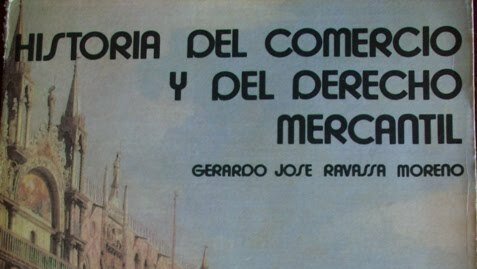 HISTORIA DEL COMERCIO
Y DEL DERECHO
MERCANTIL
GERARDO JOSE RAVASSA MORENO